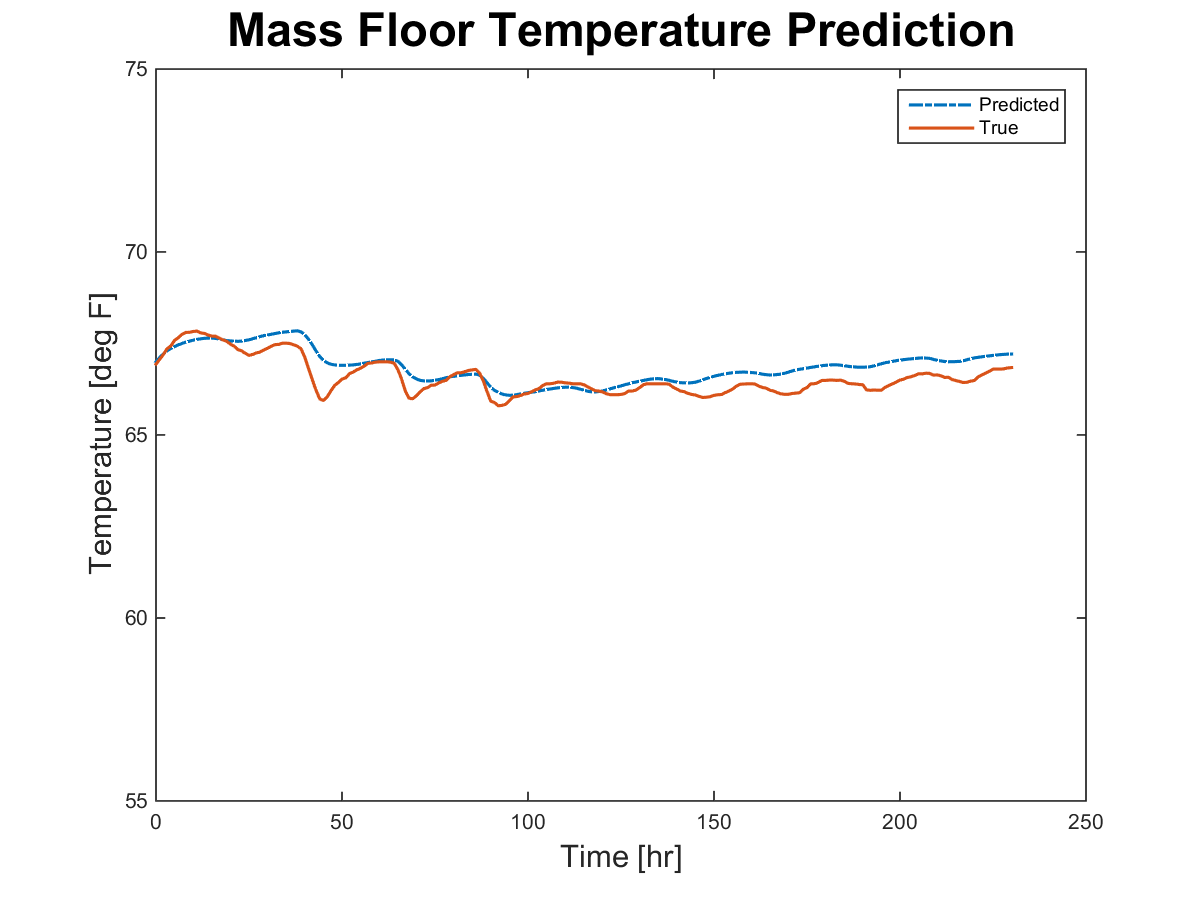 Mass Floor Temperature Prediction
75
70
65
60
55
0 50 100 150 200 250
Temperature [deg F]
Time [hr]
Predicted
True